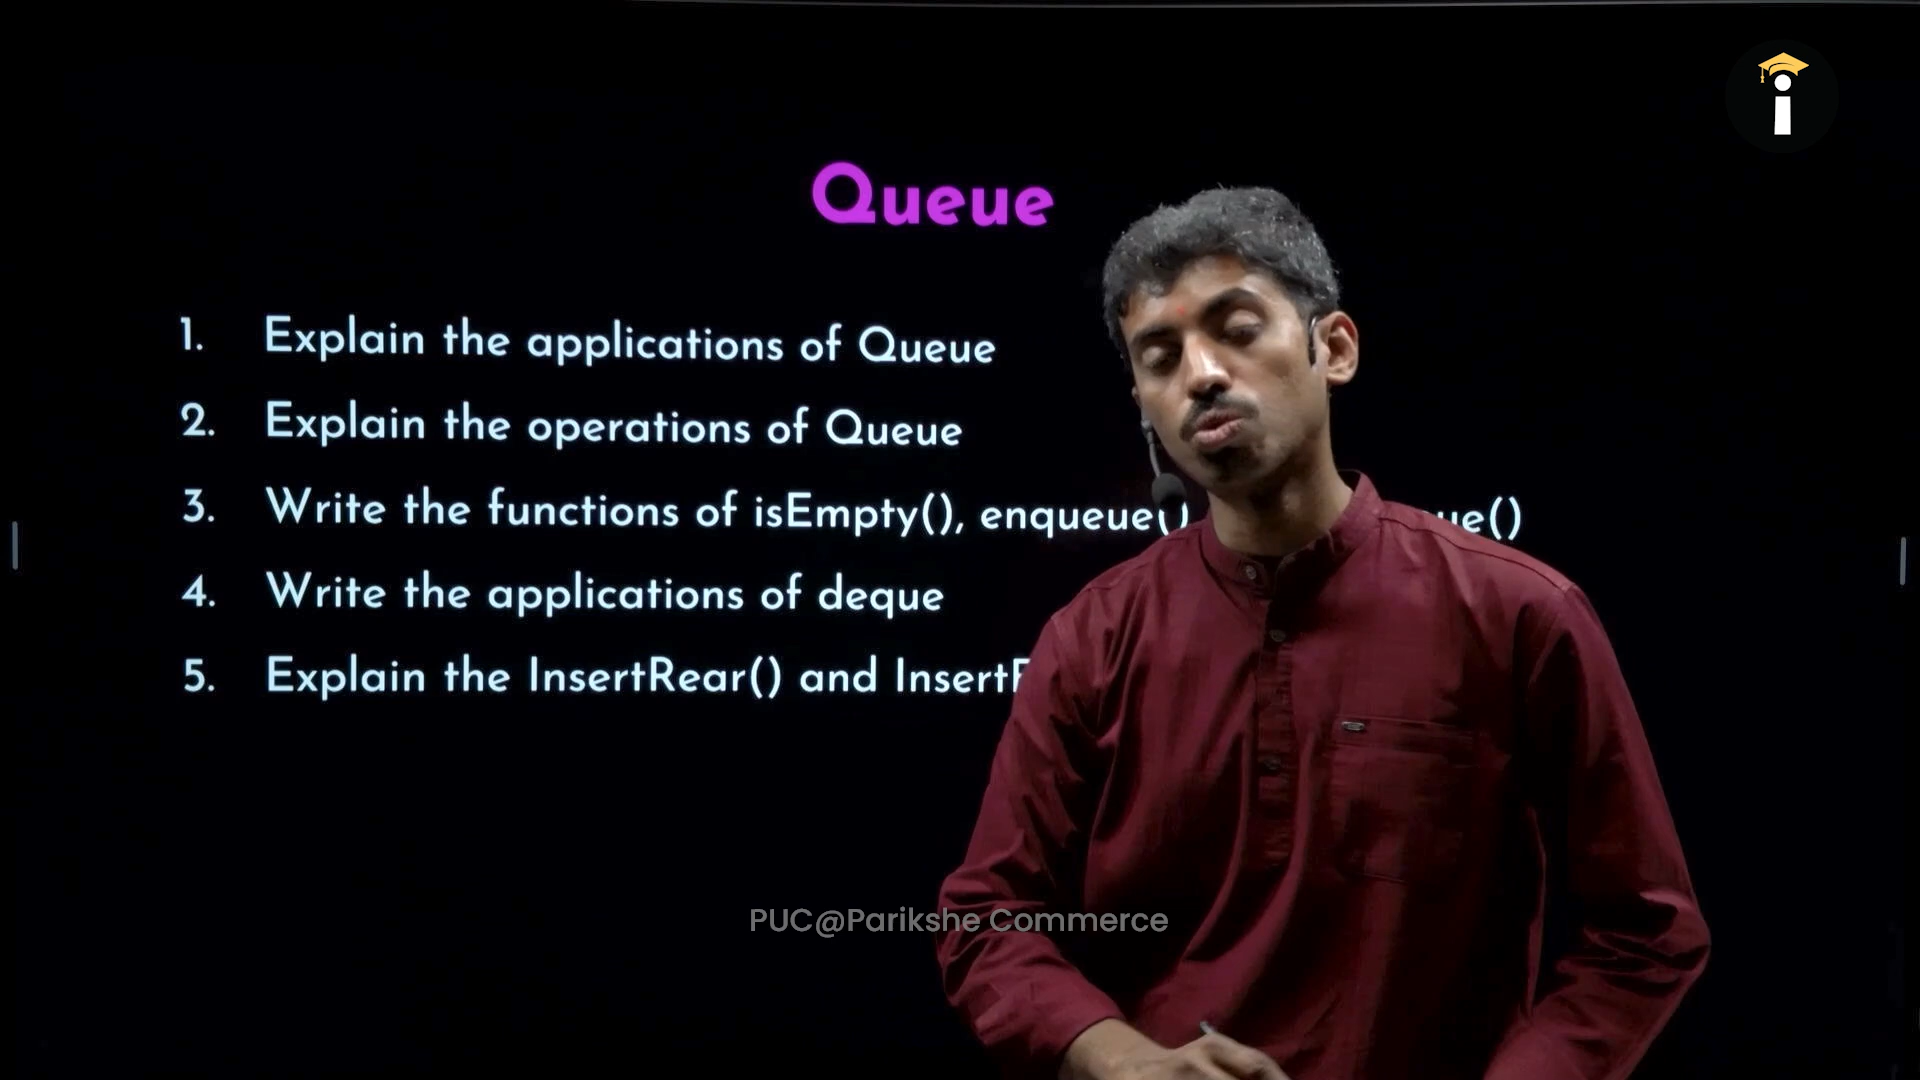 Queue
1. Explain the applications of Queue
2. Explain the operations of Queue
3. Write the functions of isEmpty(), enqueue()
4. Write the applications of deque
5. Explain the InsertRear() and
PUC@Parikshe Commerce